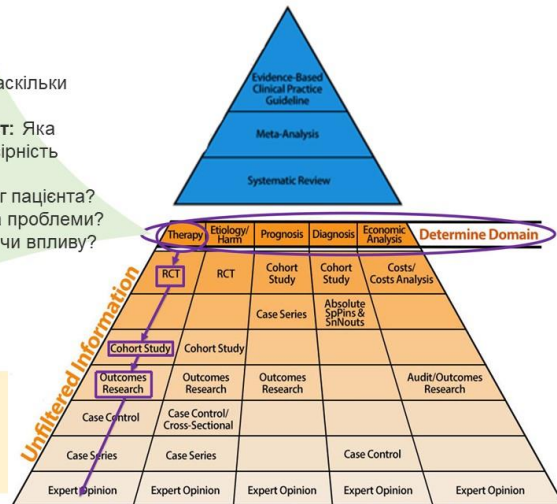 т: Яка
г пацієнта?
проблеми?
чи впливу?
Evidence-Based
Clinical Practice
Guideline
Meta-Analysis
Systematic Review
Therapy
Etiology/
Harm
Prognosis
Diagnosis
Economic
Analysis
Determine Domain
RCT
RCT
Cohort
Study
Cohort
Study
Costs/
Costs Analysis
Case Series
Absolute
SpPins &
SnNouts
Cohort Study
Cohort Study
Outcomes
Research
Outcomes
Research
Outcomes
Research
Audit/Outcomes
Research
Case Control
Case Control/
Cross-Sectional
Case Series
Case Series
Case Control
Expert Opinion
Expert Opinion
Expert Opinion
Expert Opinion
Expert Opinion
Unfiltered Information